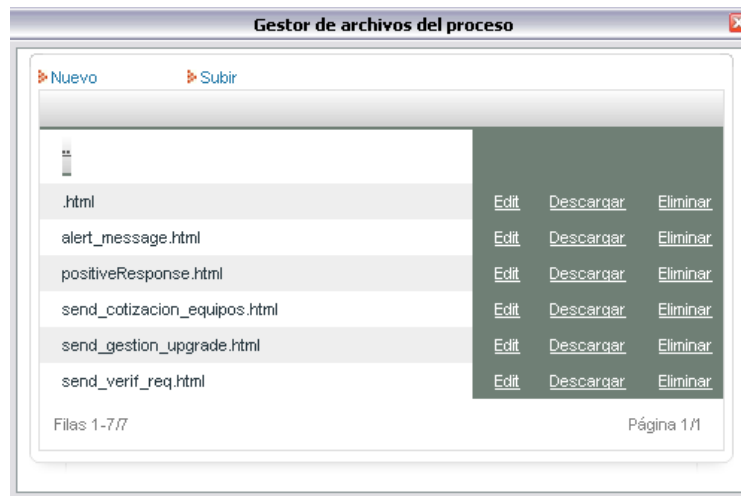 Gestor de archivos del proceso
Nuevo Subir
..
.html Edit Descargar Eliminar
alert_message.html Edit Descargar Eliminar
positiveResponse.html Edit Descargar Eliminar
send_cotizacion_equipos.html Edit Descargar Eliminar
send_gestion_upgrade.html Edit Descargar Eliminar
send_verif_req.html Edit Descargar Eliminar
Filas 1-7/7 Página 1/1